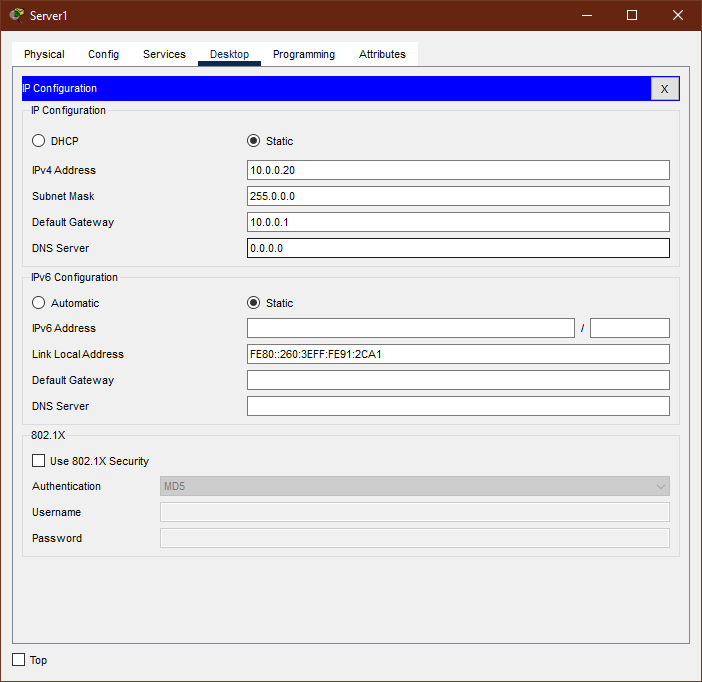 Server1
Physical Config Services Desktop Programming Attributes
IP Configuration
X
IP Configuration
DHCP Static
IPv4 Address 10.0.0.20
Subnet Mask 255.0.0.0
Default Gateway 10.0.0.1
DNS Server 0.0.0.0
IPv6 Configuration
Automatic Static
IPv6 Address /
Link Local Address FE80::260:3EFF:FE91:2CA1
Default Gateway
DNS Server
802.1X
Use 802.1X Security
Authentication MD5
Username
Password
Top